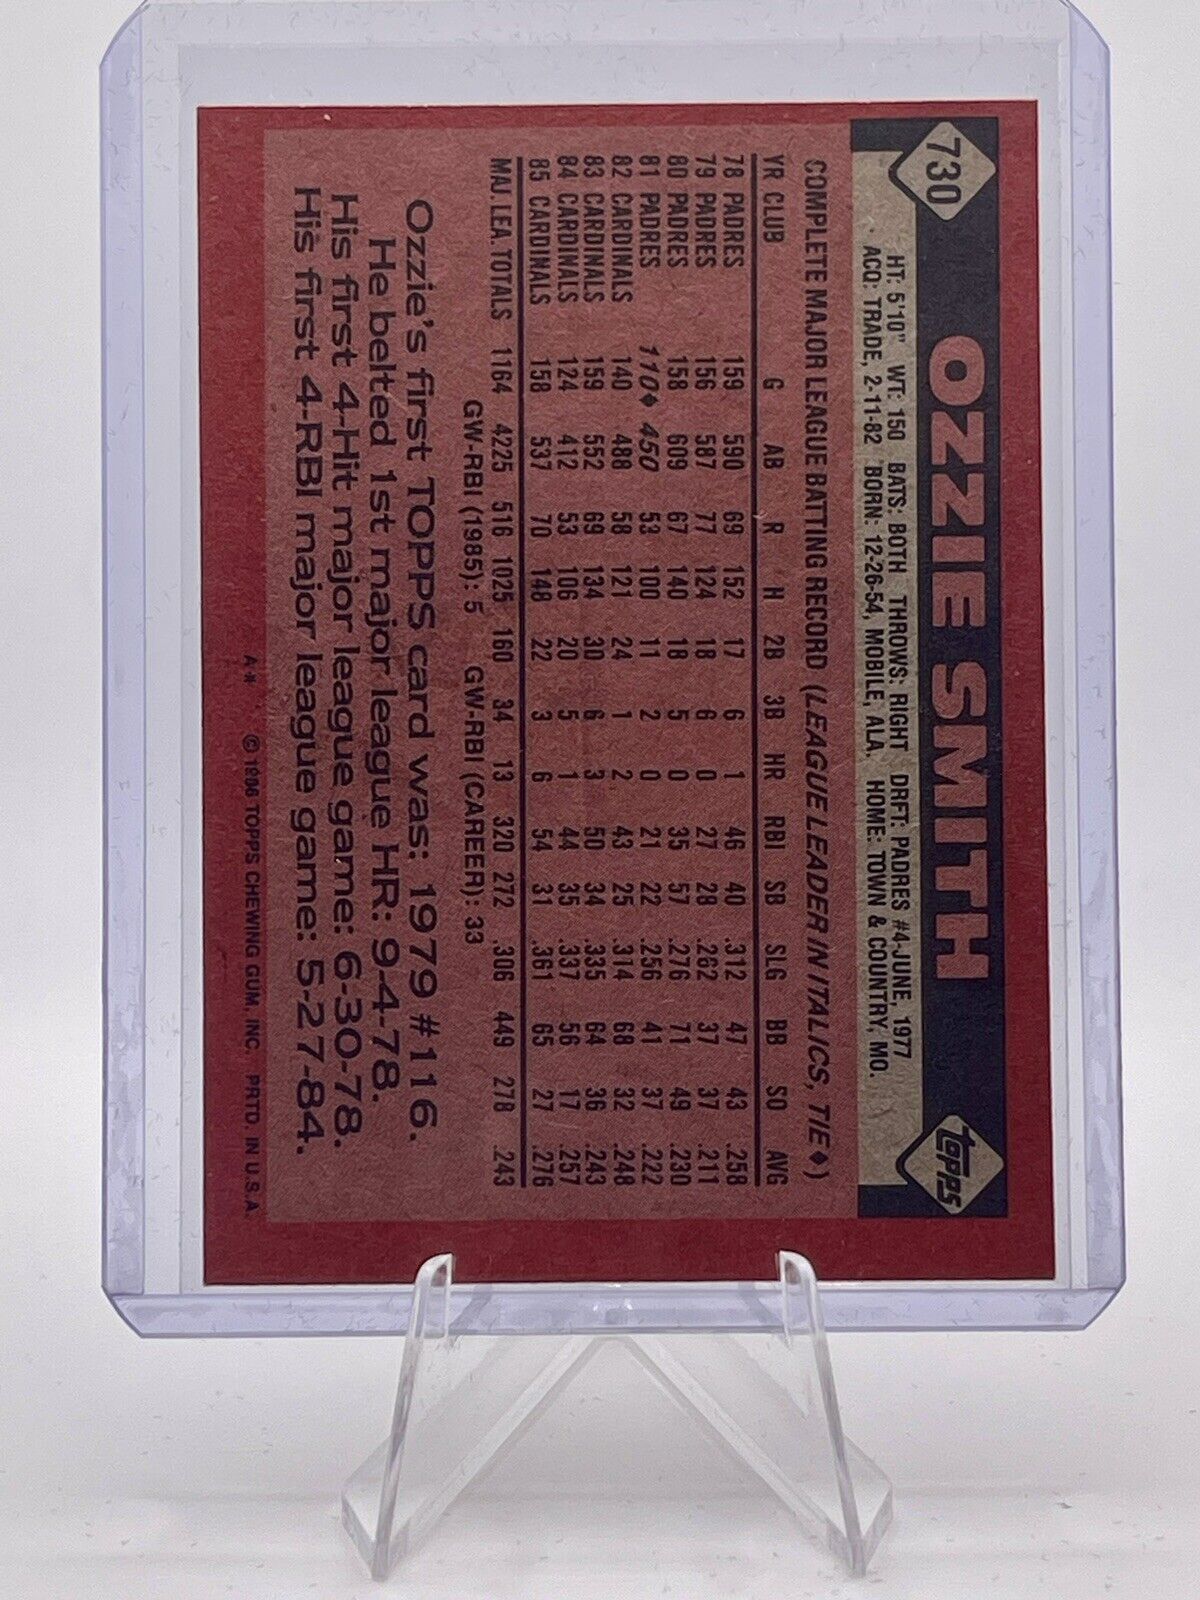 730
OZZIE SMITH
topps
HT: 5'10" WT: 150 BATS: BOTH THROWS: RIGHT DRFT: PADRES #4-JUNE, 1977
ACQ: TRADE, 2-11-82 BORN: 12-26-54, MOBILE, ALA. HOME: TOWN & COUNTRY, MO.
COMPLETE MAJOR LEAGUE BATTING RECORD (LEAGUE LEADER IN ITALICS, TIE♦)
YR CLUB G AB R H 2B 3B HR RBI SB SLG BB SO AVG
78 PADRES 159 590 69 152 17 6 1 46 40 .312 47 43 .258
79 PADRES 156 587 77 124 18 6 0 27 28 .262 37 37 .211
80 PADRES 158 609 67 140 18 5 0 35 57 .276 71 49 .230
81 PADRES 110♦ 450 53 100 11 2 0 21 22 .256 41 37 .222
82 CARDINALS 140 488 58 121 24 1 2 43 25 .314 68 32 .248
83 CARDINALS 159 552 69 134 30 6 3 50 34 .335 64 36 .243
84 CARDINALS 124 412 53 106 20 5 1 44 35 .337 56 17 .257
85 CARDINALS 158 537 70 148 22 3 6 54 31 .361 65 27 .276
MAJ. LEA. TOTALS 1164 4225 516 1025 160 34 13 320 272 .306 449 278 .243
GW-RBI (1985): 5 GW-RBI (CAREER): 33
Ozzie's first TOPPS card was: 1979 #116.
He belted 1st major league HR: 9-4-78.
His first 4-Hit major league game: 6-30-78.
His first 4-RBI major league game: 5-27-84.
A** © 1986 TOPPS CHEWING GUM, INC. PRTD. IN U.S.A.